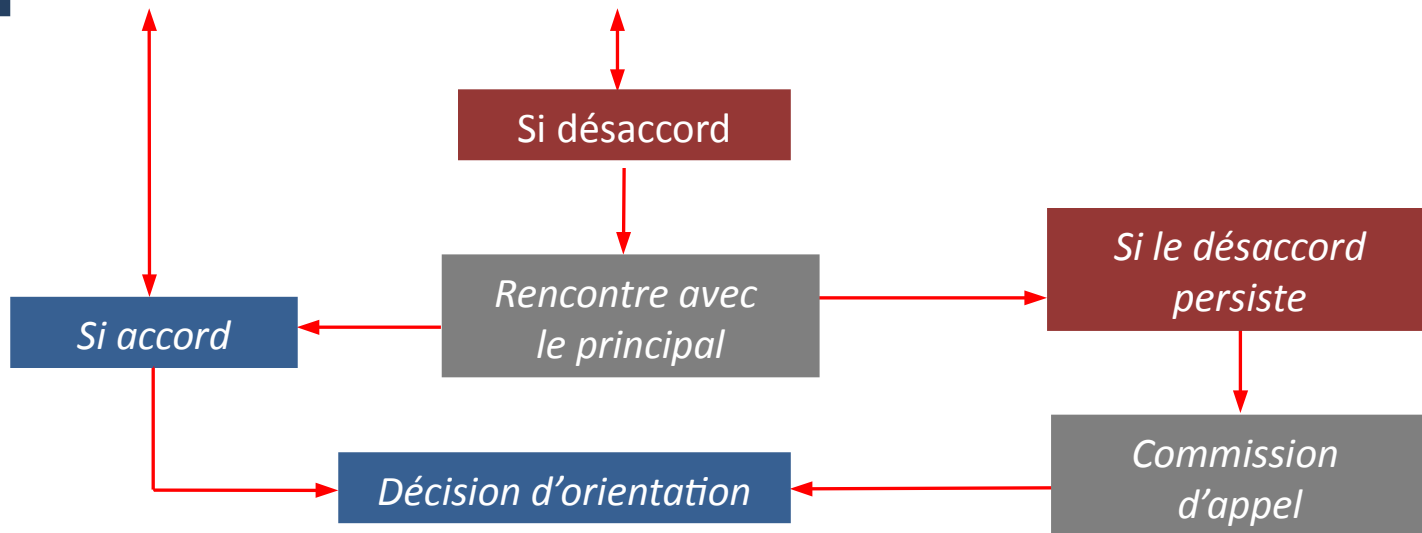 Si désaccord
Si le désaccord
persiste
Rencontre avec
le principal
Si accord
Commission
d'appel
Décision d'orientation